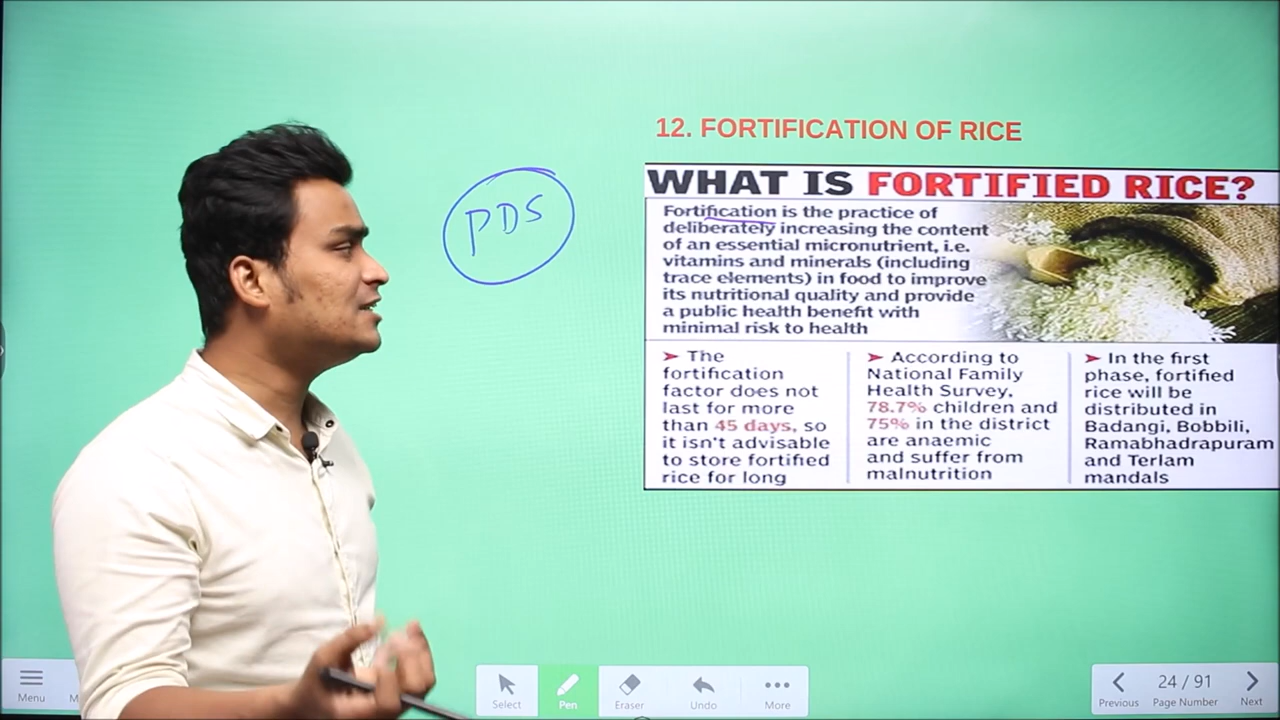 12. FORTIFICATION OF RICE
PDS
WHAT IS FORTIFIED RICE?
Fortification is the practice of
deliberately increasing the content
of an essential micronutrient, i.e.
vitamins and minerals (including
trace elements) in food to improve
its nutritional quality and provide
a public health benefit with
minimal risk to health
➤ The
fortification
factor does not
last for more
than 45 days, so
it isn't advisable
to store fortified
rice for long
➤ According to
National Family
Health Survey,
78.7% children and
75% in the district
are anaemic
and suffer from
malnutrition
➤ In the first
phase, fortified
rice will be
distributed in
Badangi, Bobbili,
Ramabhadrapuram
and Terlam
mandals
Menu
Select
Pen
Eraser
Undo
More
Previous
24 / 91
Page Number
Next